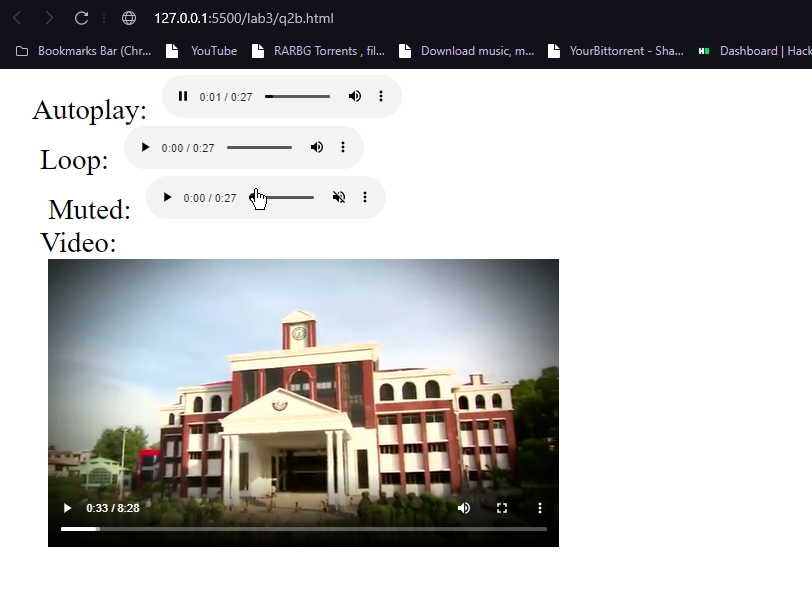 127.0.0.1:5500/lab3/q2b.html
Bookmarks Bar (Chr... YouTube RARBG Torrents , fil... Download music, m... YourBittorrent - Sha... Dashboard | Hack
Autoplay: 0:01 / 0:27
Loop: 0:00 / 0:27
Muted: 0:00 / 0:27
Video:
0:33 / 8:28